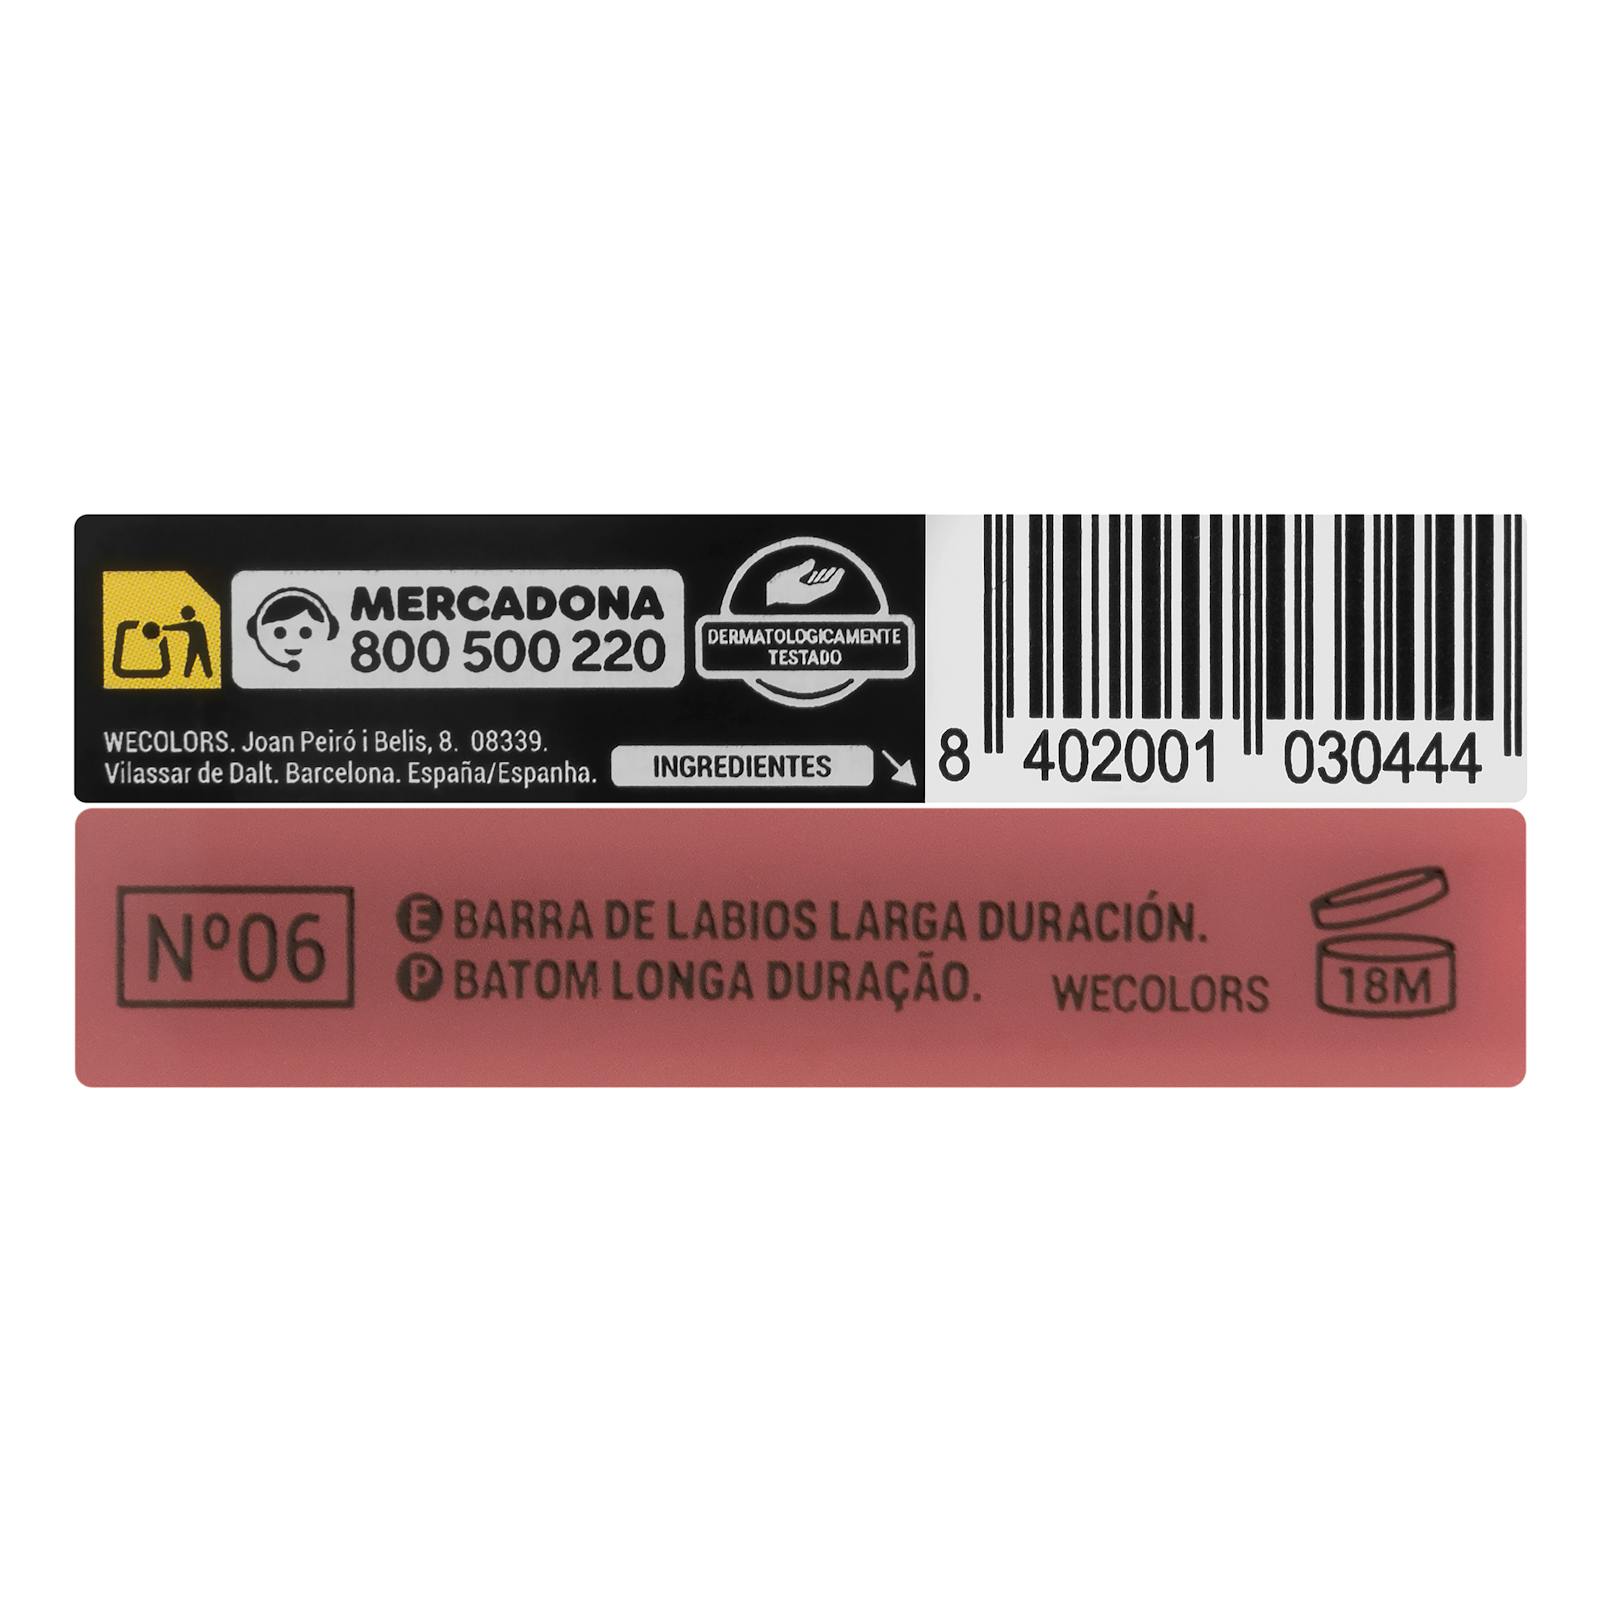 MERCADONA
800 500 220
DERMATOLOGICAMENTE
TESTADO
WECOLORS. Joan Peiró i Belis, 8. 08339.
Vilassar de Dalt. Barcelona. España/Espanha.
INGREDIENTES
8 402001 030444
Nº06
E BARRA DE LABIOS LARGA DURACIÓN.
P BATOM LONGA DURAÇÃO.
WECOLORS
18M